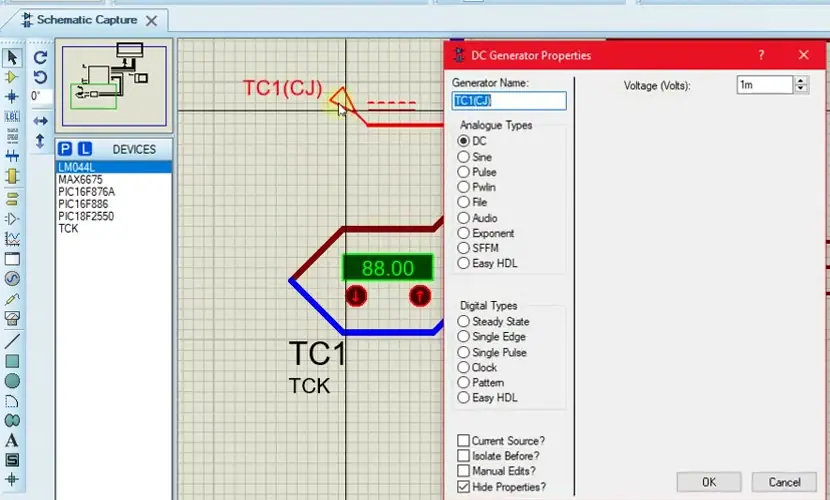 Schematic Capture
0°
LBL
P L DEVICES
LM044L
MAX6675
PIC16F876A
PIC16F886
PIC18F2550
TCK
A
S
TC1(CJ)
88.00
TC1
TCK
DC Generator Properties
?
Generator Name:
TC1(CJ)
Analogue Types
DC
Sine
Pulse
Pwlin
File
Audio
Exponent
SFFM
Easy HDL
Digital Types
Steady State
Single Edge
Single Pulse
Clock
Pattern
Easy HDL
Current Source?
Isolate Before?
Manual Edits?
Hide Properties?
Voltage (Volts): 1m
OK Cancel